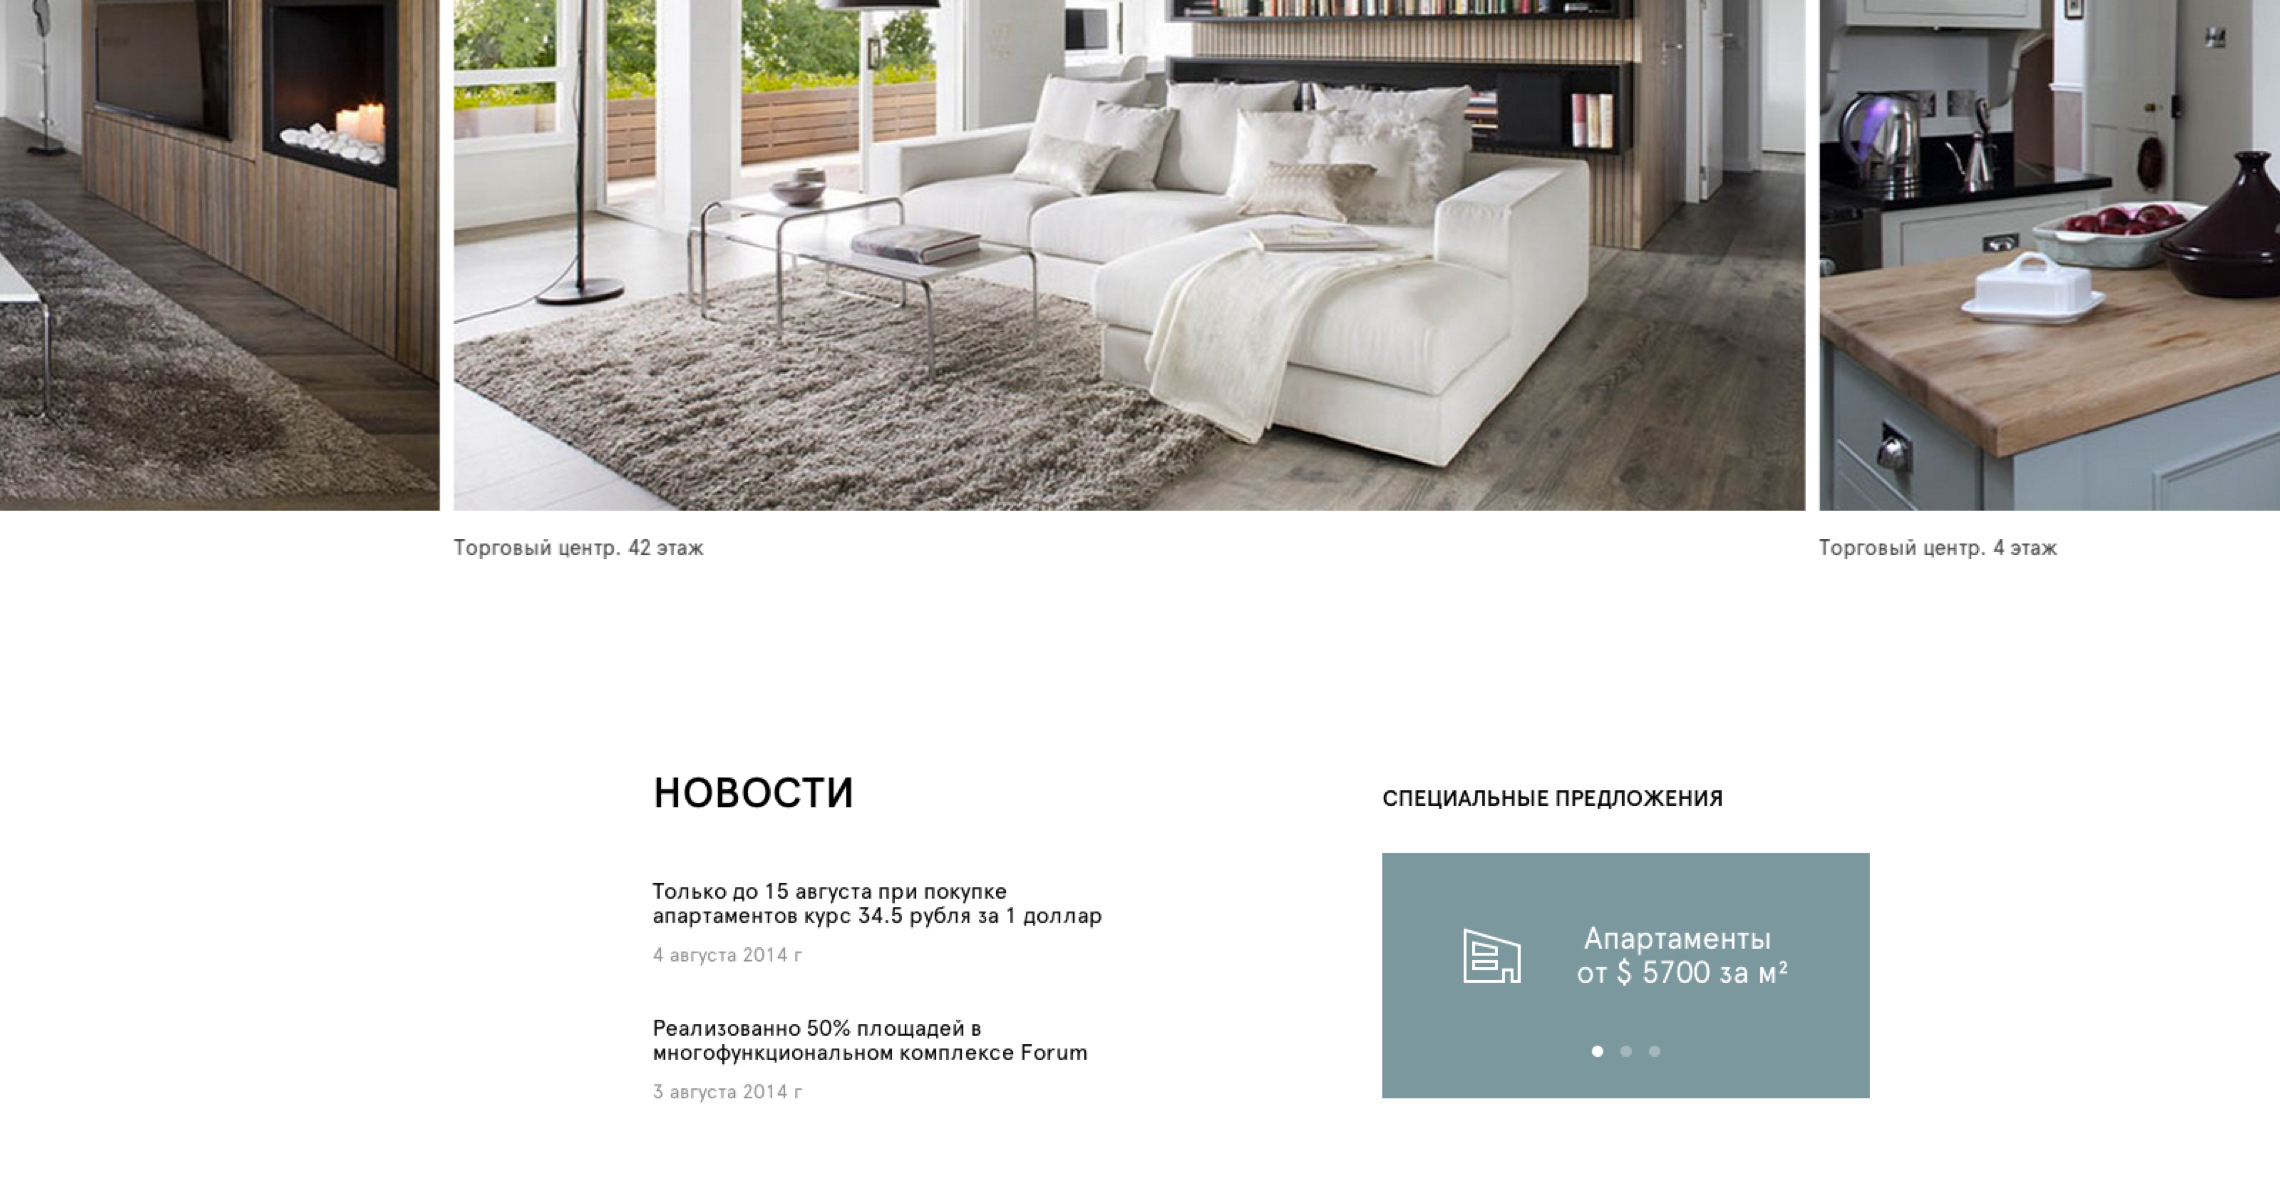 Торговый центр. 42 этаж
Торговый центр. 4 этаж
НОВОСТИ
Только до 15 августа при покупке
апартаментов курс 34.5 рубля за 1 доллар
4 августа 2014 г
Реализованно 50% площадей в
многофункциональном комплексе Forum
3 августа 2014 г
СПЕЦИАЛЬНЫЕ ПРЕДЛОЖЕНИЯ
Апартаменты
от $ 5700 за м²